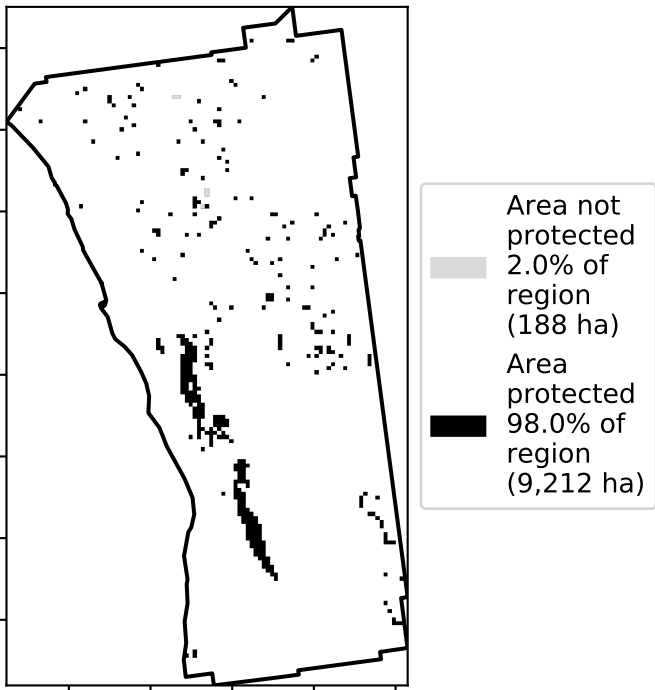 Area not
protected
2.0% of
region
(188 ha)
Area
protected
98.0% of
region
(9,212 ha)